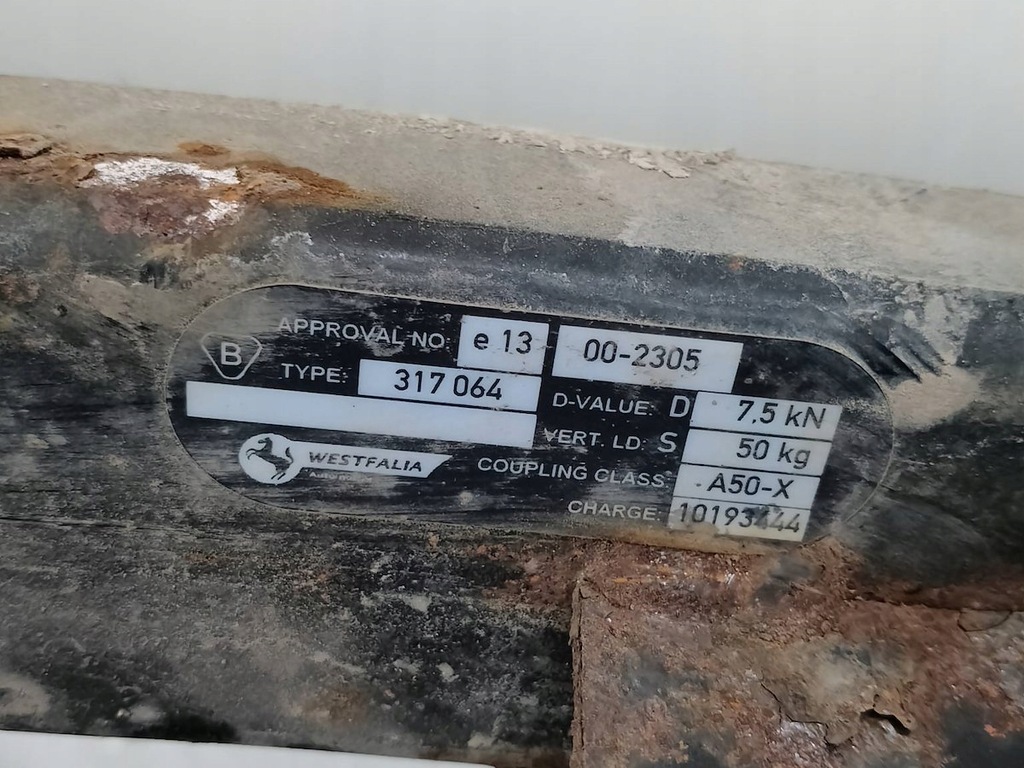 B
APPROVAL NO: e 13 00-2305
TYPE: 317 064
D-VALUE: D 7,5 kN
VERT. LD: S 50 kg
COUPLING CLASS: A50-X
CHARGE: 10193444
WESTFALIA